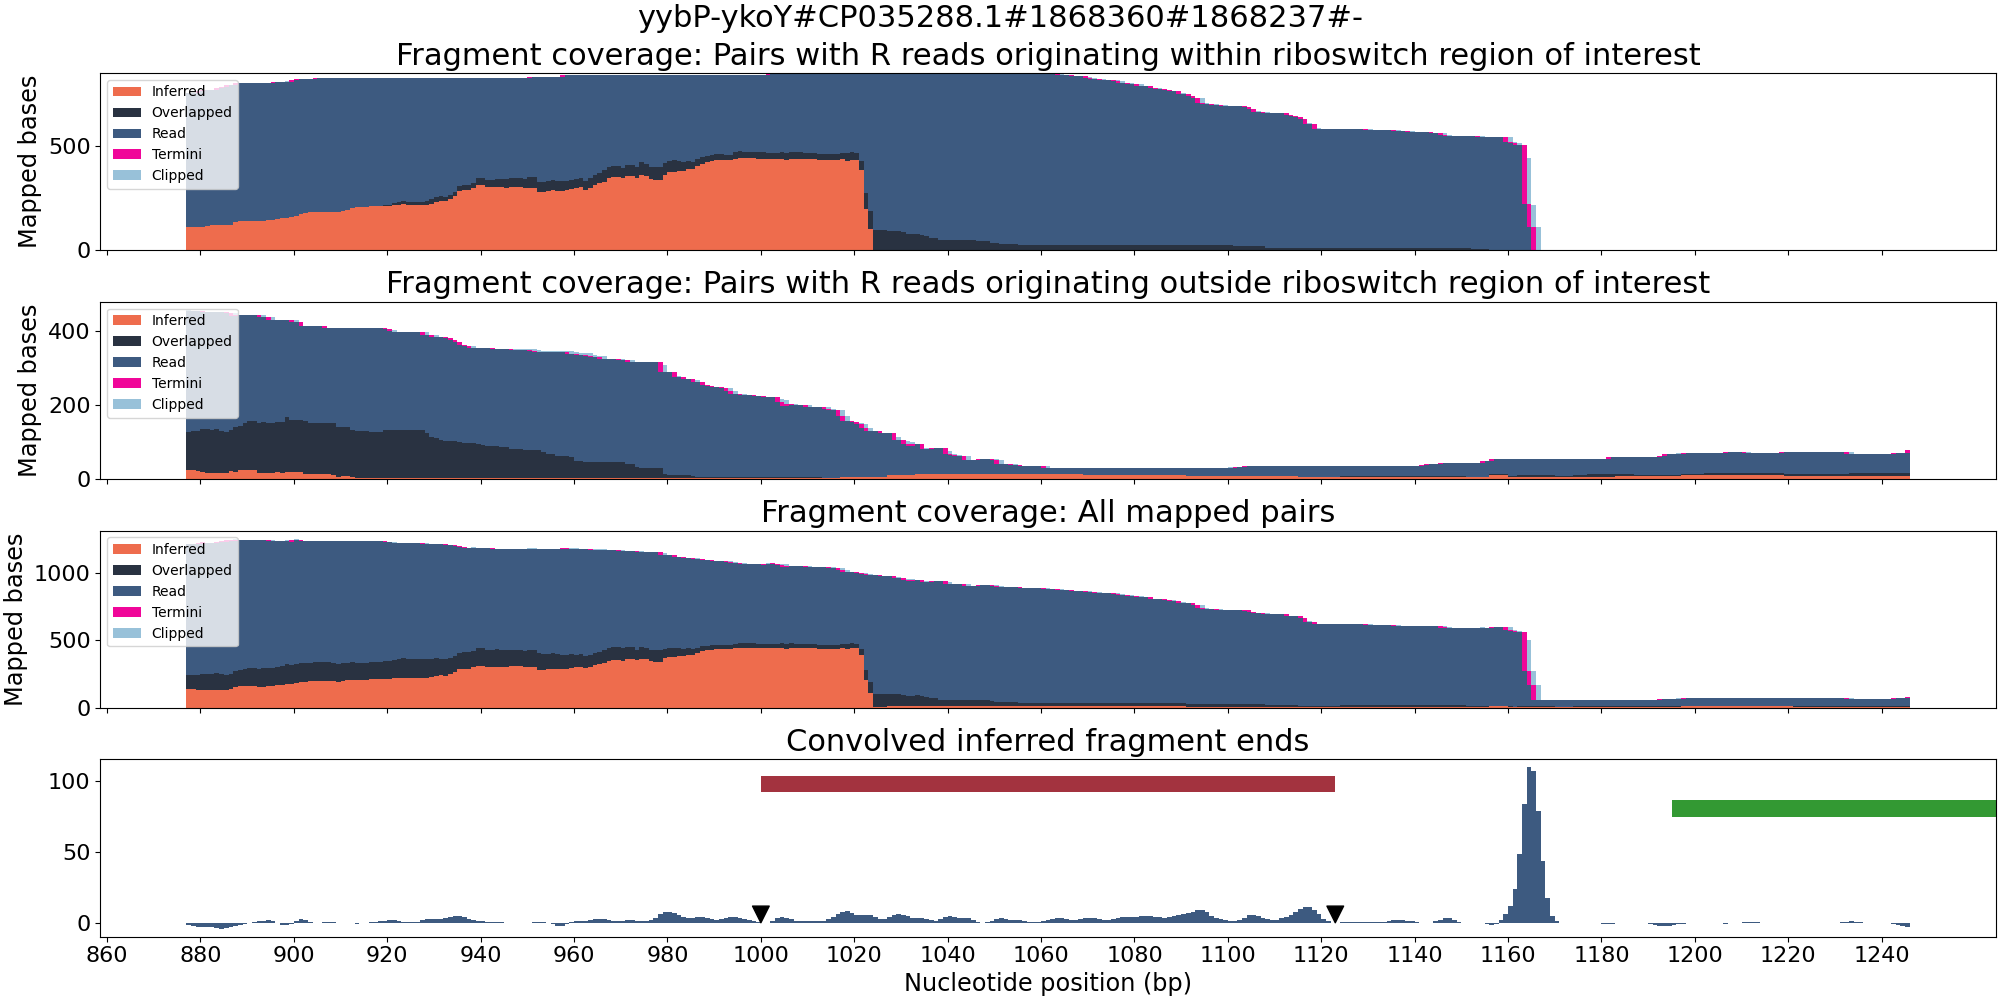 yybP-ykoY#CP035288.1#1868360#1868237#-
Fragment coverage: Pairs with R reads originating within riboswitch region of interest
Mapped bases
500
0
Inferred
Overlapped
Read
Termini
Clipped
Fragment coverage: Pairs with R reads originating outside riboswitch region of interest
Mapped bases
400
200
0
Inferred
Overlapped
Read
Termini
Clipped
Fragment coverage: All mapped pairs
Mapped bases
1000
500
0
Inferred
Overlapped
Read
Termini
Clipped
Convolved inferred fragment ends
100
50
0
860 880 900 920 940 960 980 1000 1020 1040 1060 1080 1100 1120 1140 1160 1180 1200 1220 1240
Nucleotide position (bp)